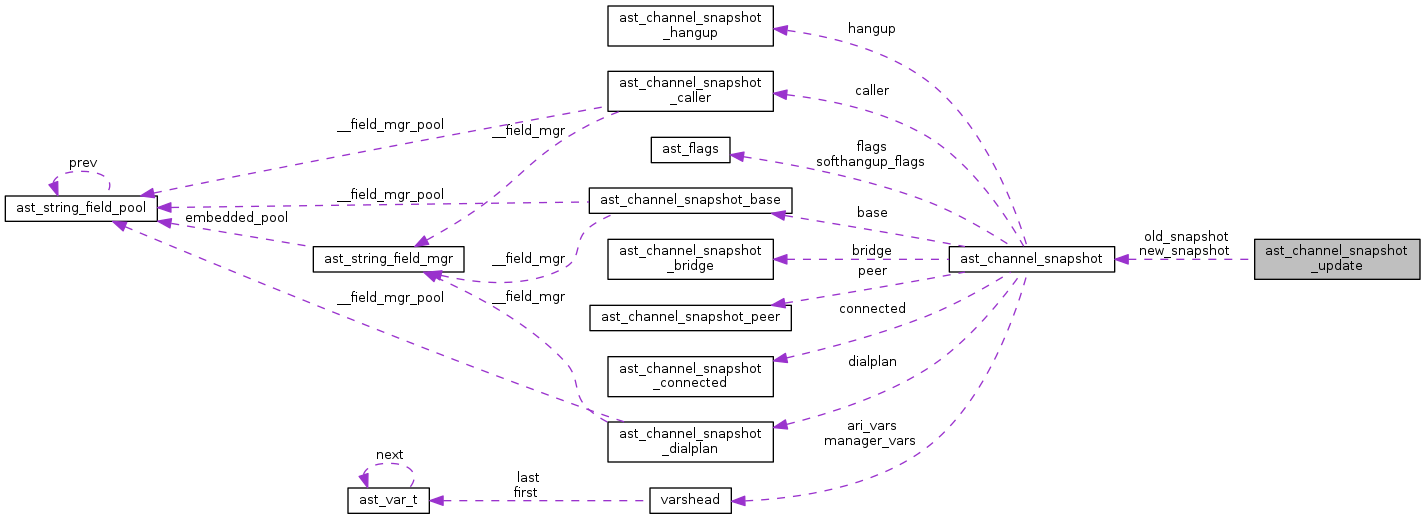 ast_channel_snapshot
_hangup
hangup
ast_channel_snapshot
_caller
caller
__field_mgr_pool
__field_mgr
ast_flags
flags
softhangup_flags
prev
ast_string_field_pool
__field_mgr_pool
ast_channel_snapshot_base
base
embedded_pool
ast_string_field_mgr
__field_mgr
ast_channel_snapshot
_bridge
bridge
peer
ast_channel_snapshot
old_snapshot
new_snapshot
ast_channel_snapshot
_update
__field_mgr_pool
__field_mgr
ast_channel_snapshot_peer
connected
ast_channel_snapshot
_connected
dialplan
ast_channel_snapshot
_dialplan
ari_vars
manager_vars
next
ast_var_t
last
first
varshead